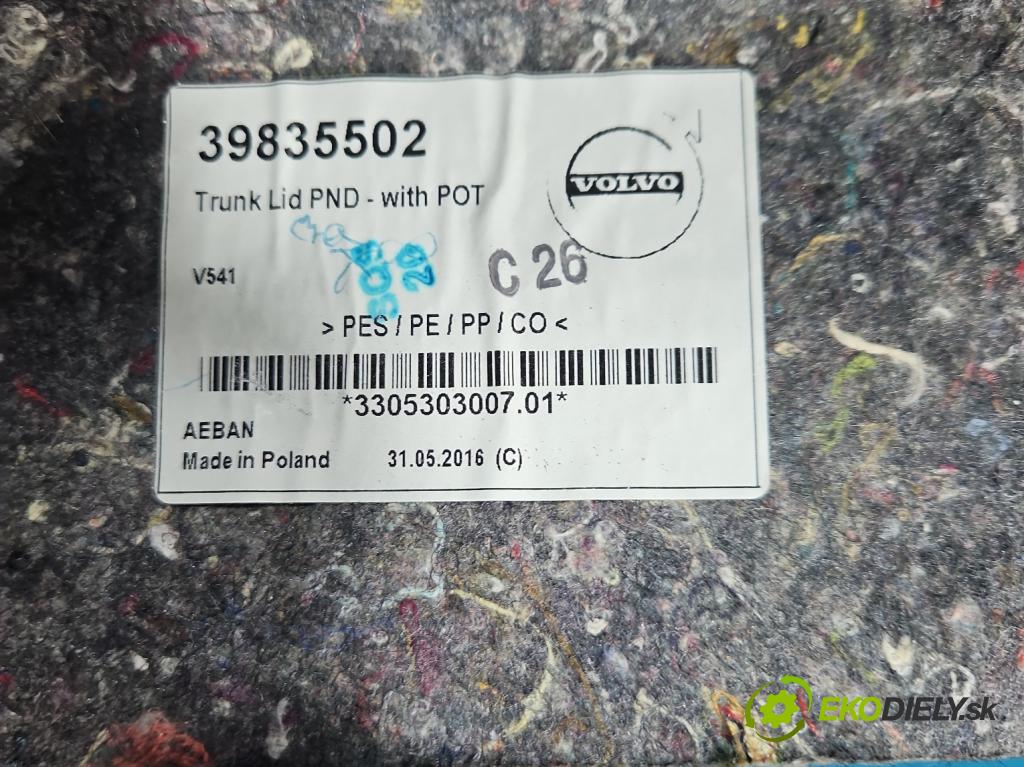 39835502
VOLVO
Trunk Lid PND - with POT
V541
C 26
> PES / PE / PP / CO <
*3305303007.01*
AEBAN
Made in Poland 31.05.2016 (C)
EKODIELY.sk